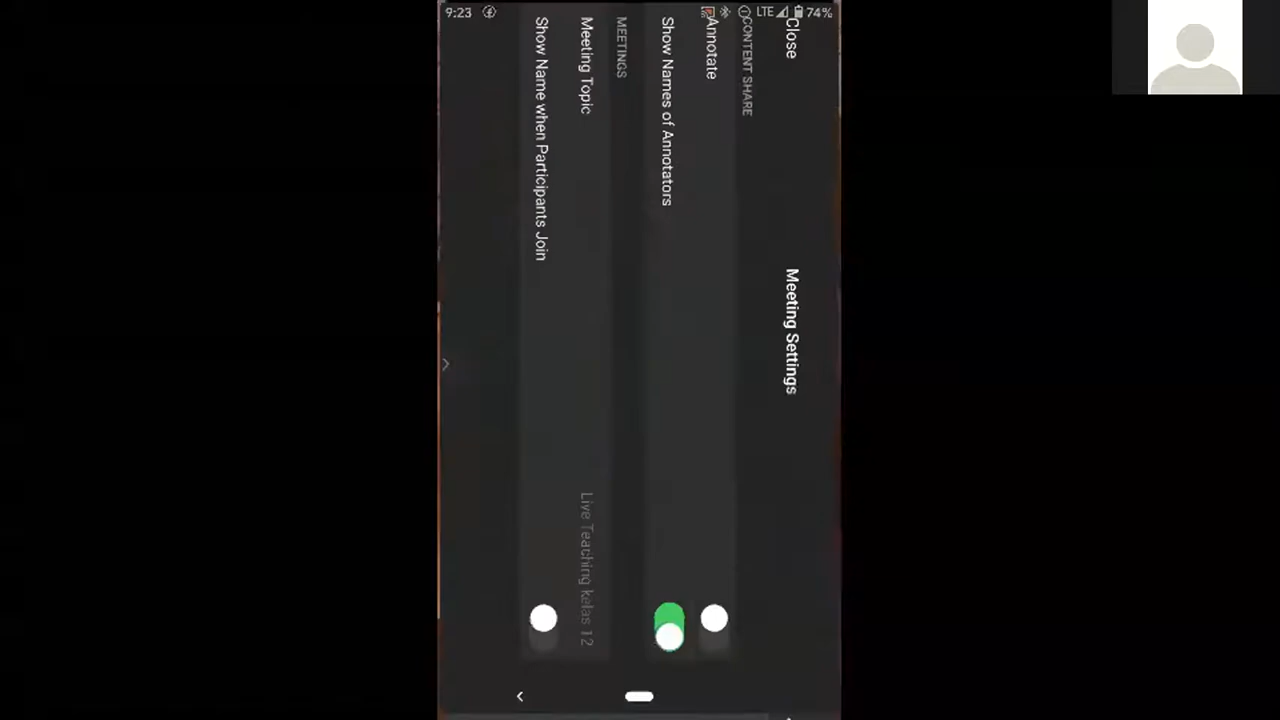 9:23
LTE
74%
Close
Meeting Settings
CONTENT SHARE
Annotate
Show Names of Annotators
MEETINGS
Meeting Topic
Live Teaching kelas 12
Show Name when Participants Join